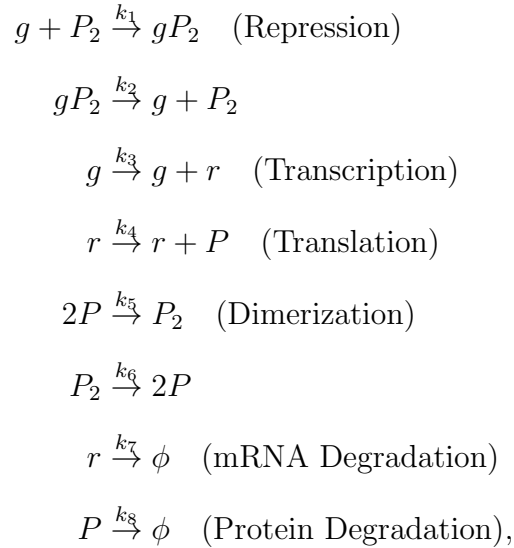 g + P₂ →^{k₁} gP₂ (Repression)
gP₂ →^{k₂} g + P₂
g →^{k₃} g + r (Transcription)
r →^{k₄} r + P (Translation)
2P →^{k₅} P₂ (Dimerization)
P₂ →^{k₆} 2P
r →^{k₇} ϕ (mRNA Degradation)
P →^{k₈} ϕ (Protein Degradation),